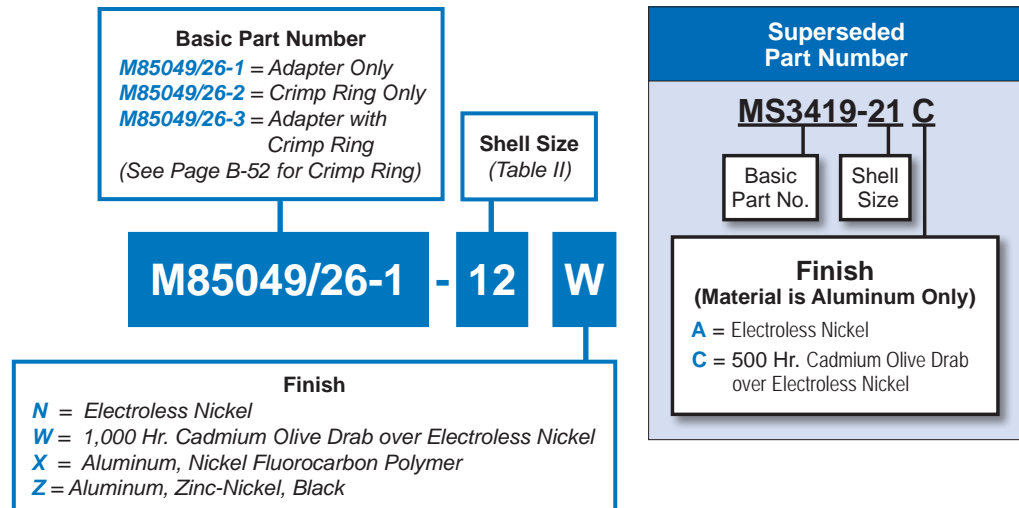 Basic Part Number
M85049/26-1 = Adapter Only
M85049/26-2 = Crimp Ring Only
M85049/26-3 = Adapter with
Crimp Ring
(See Page B-52 for Crimp Ring)
Shell Size
(Table II)
M85049/26-1 - 12 W
Finish
N = Electroless Nickel
W = 1,000 Hr. Cadmium Olive Drab over Electroless Nickel
X = Aluminum, Nickel Fluorocarbon Polymer
Z = Aluminum, Zinc-Nickel, Black
Superseded
Part Number
MS3419-21 C
Basic
Part No.
Shell
Size
Finish
(Material is Aluminum Only)
A = Electroless Nickel
C = 500 Hr. Cadmium Olive Drab
over Electroless Nickel